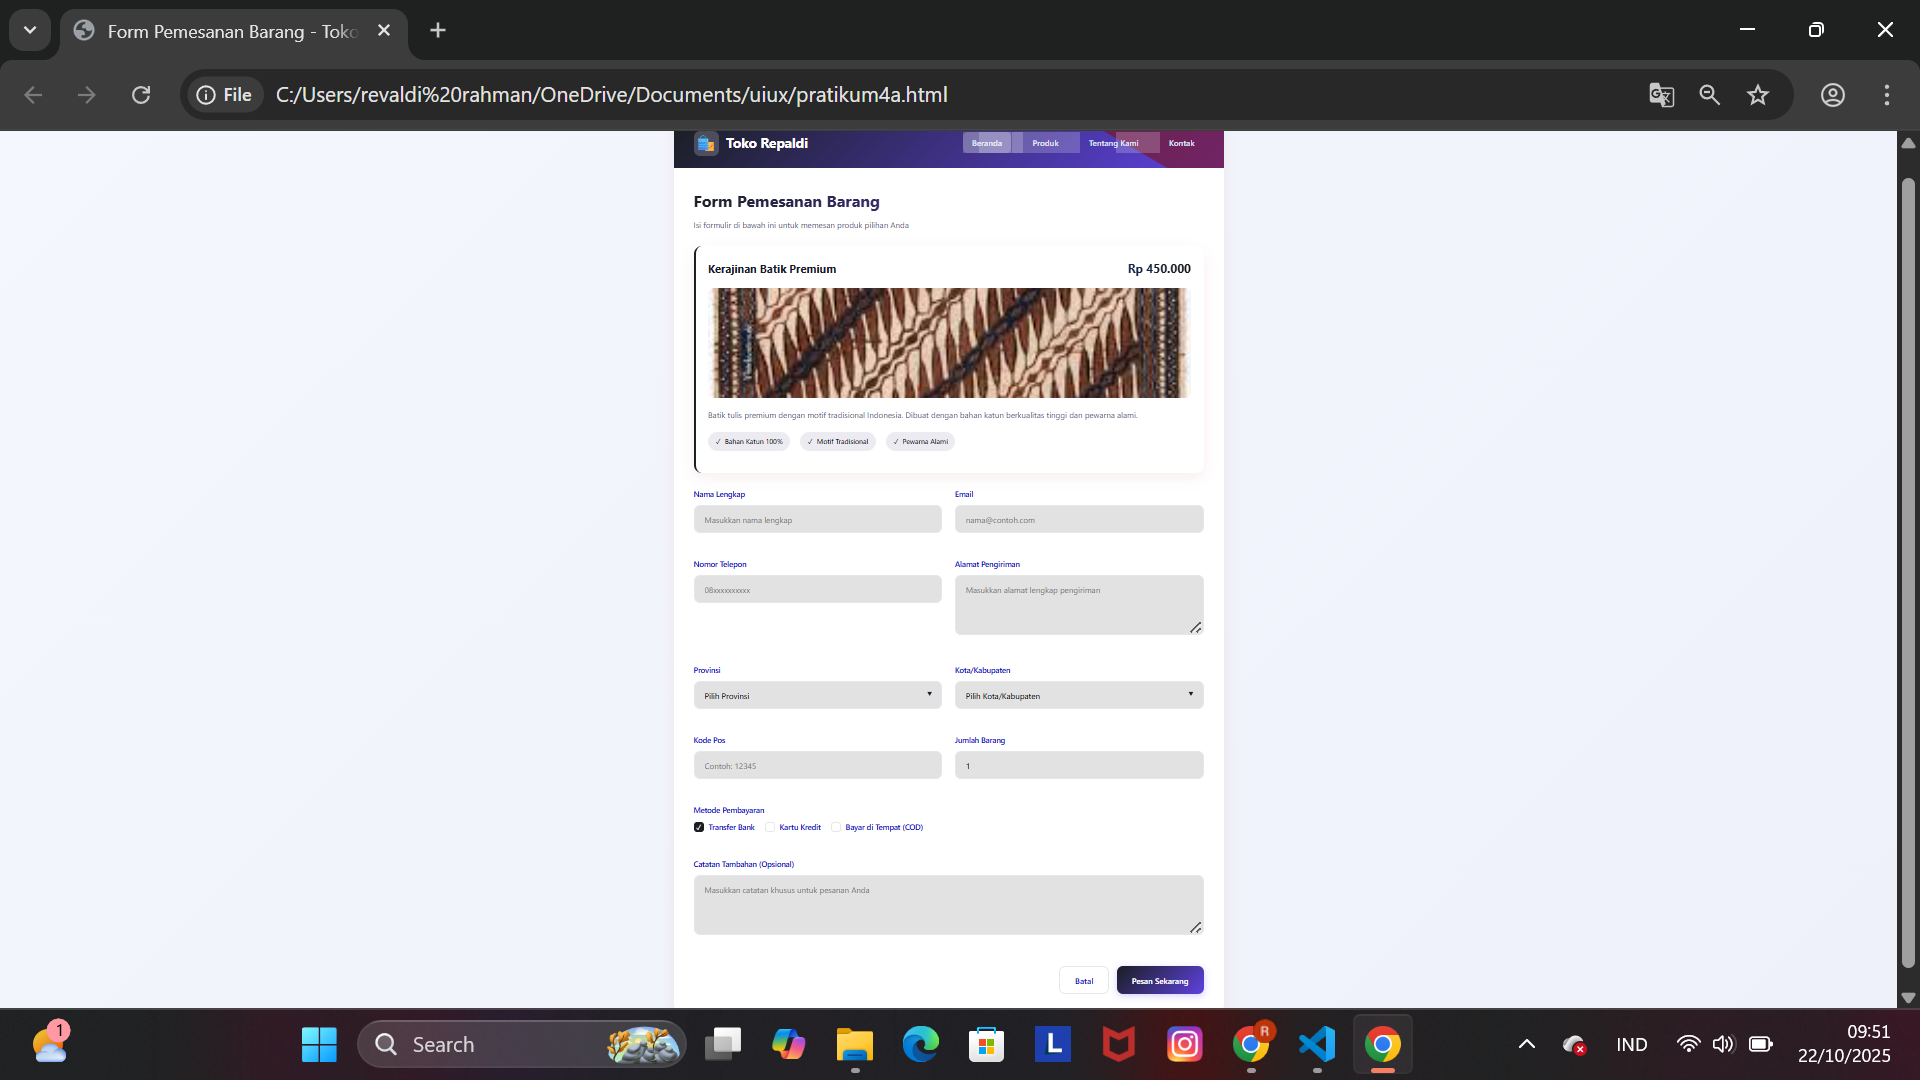 Form Pemesanan Barang - Toko
File C:/Users/revaldi%20rahman/OneDrive/Documents/uiux/pratikum4a.html
Toko Repaldi Beranda Produk Tentang Kami Kontak
Form Pemesanan Barang
Isi formulir di bawah ini untuk memesan produk pilihan Anda
Kerajinan Batik Premium Rp 450.000
Batik tulis premium dengan motif tradisional Indonesia. Dibuat dengan bahan katun berkualitas tinggi dan pewarna alami.
✓ Bahan Katun 100% ✓ Motif Tradisional ✓ Pewarna Alami
Nama Lengkap Email
Masukkan nama lengkap nama@contoh.com
Nomor Telepon Alamat Pengiriman
08xxxxxxxxxx Masukkan alamat lengkap pengiriman
Provinsi Kota/Kabupaten
Pilih Provinsi Pilih Kota/Kabupaten
Kode Pos Jumlah Barang
Contoh: 12345 1
Metode Pembayaran
Transfer Bank Kartu Kredit Bayar di Tempat (COD)
Catatan Tambahan (Opsional)
Masukkan catatan khusus untuk pesanan Anda
Batal Pesan Sekarang
1 Search L R IND 09:51
22/10/2025